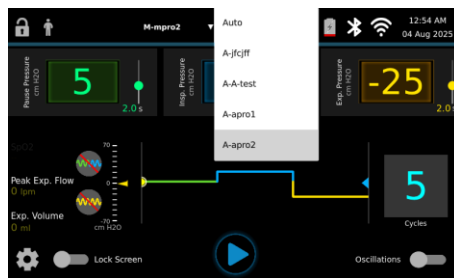 M-mpro2
Auto
A-jfcjff
A-A-test
A-apro1
A-apro2
12:54 AM
04 Aug 2025
Pause Pressure
cm H2O
5
2.0 s
Insp. Pressure
cm H2O
Exp. Pressure
cm H2O
-25
2.0
SpO2
70
Peak Exp. Flow
0 lpm
0
Exp. Volume
0 ml
-70
cm H2O
5
Cycles
Lock Screen
Oscillations